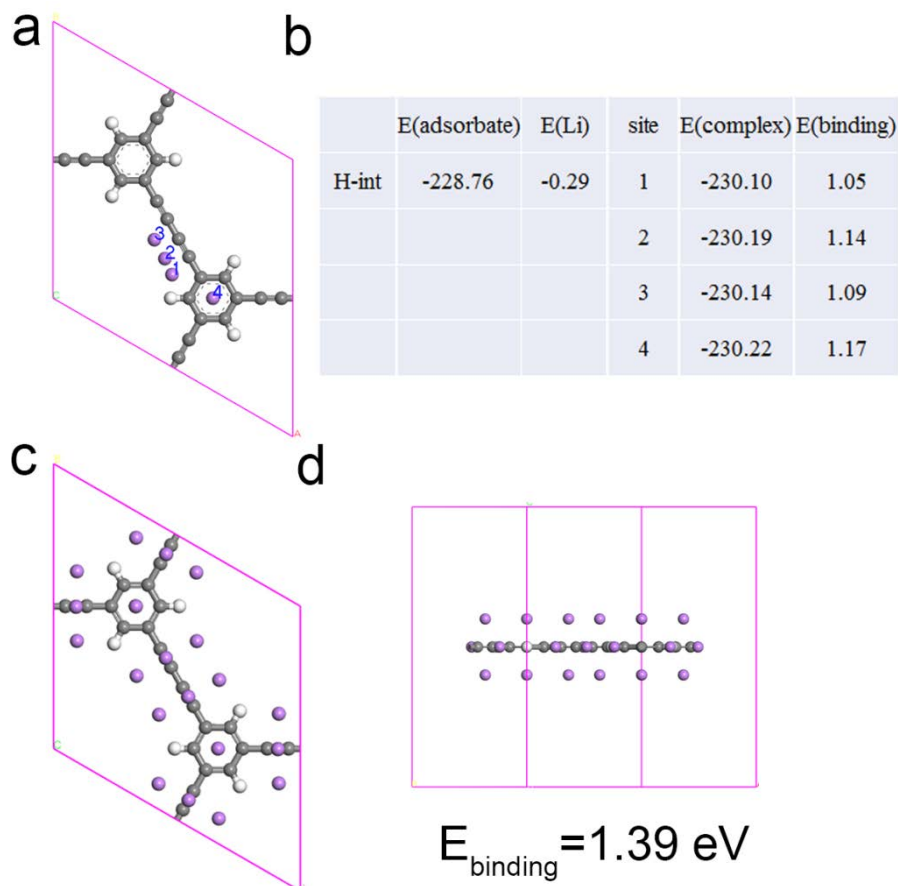 a
b
E(adsorbate) E(Li) site E(complex) E(binding)
H-int -228.76 -0.29 1 -230.10 1.05
2 -230.19 1.14
3 -230.14 1.09
4 -230.22 1.17
3
2
1
4
C
A
c
d
C
E binding =1.39 eV